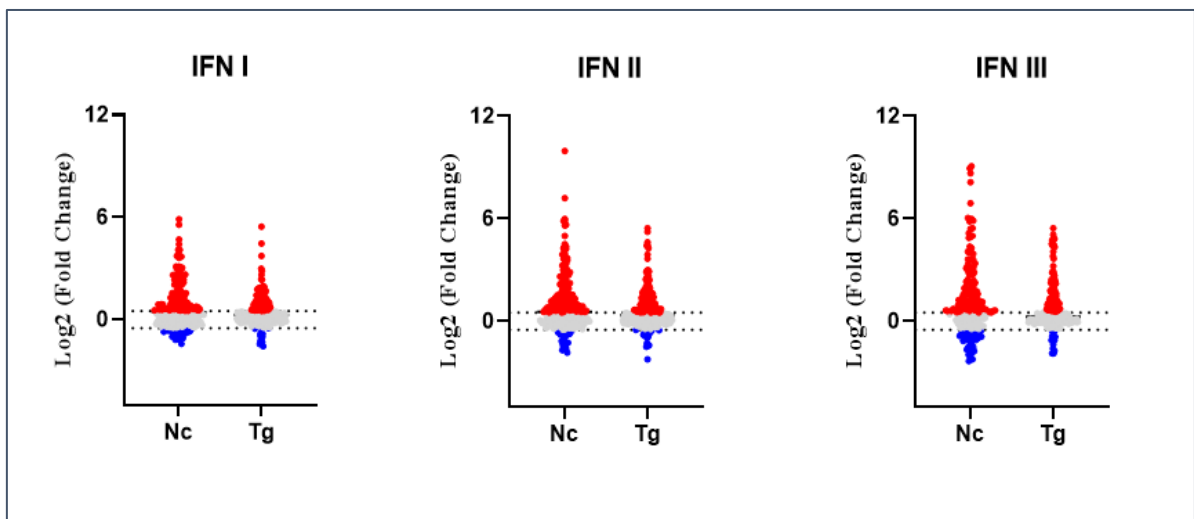 IFN I
12
6
0
Log2 (Fold Change)
Nc Tg
IFN II
12
6
0
Log2 (Fold Change)
Nc Tg
IFN III
12
6
0
Log2 (Fold Change)
Nc Tg